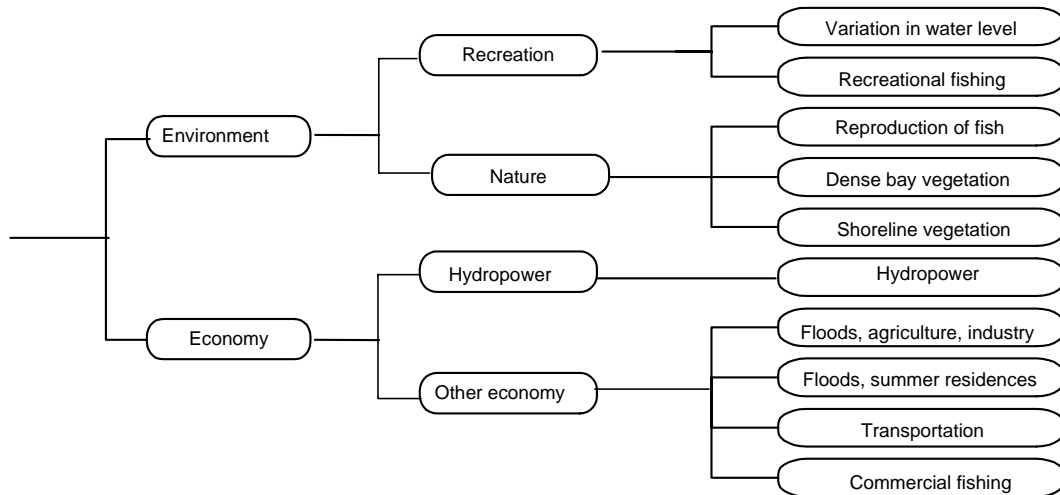 Variation in water level
Recreation
Recreational fishing
Environment
Reproduction of fish
Nature
Dense bay vegetation
Shoreline vegetation
Hydropower
Hydropower
Economy
Floods, agriculture, industry
Other economy
Floods, summer residences
Transportation
Commercial fishing